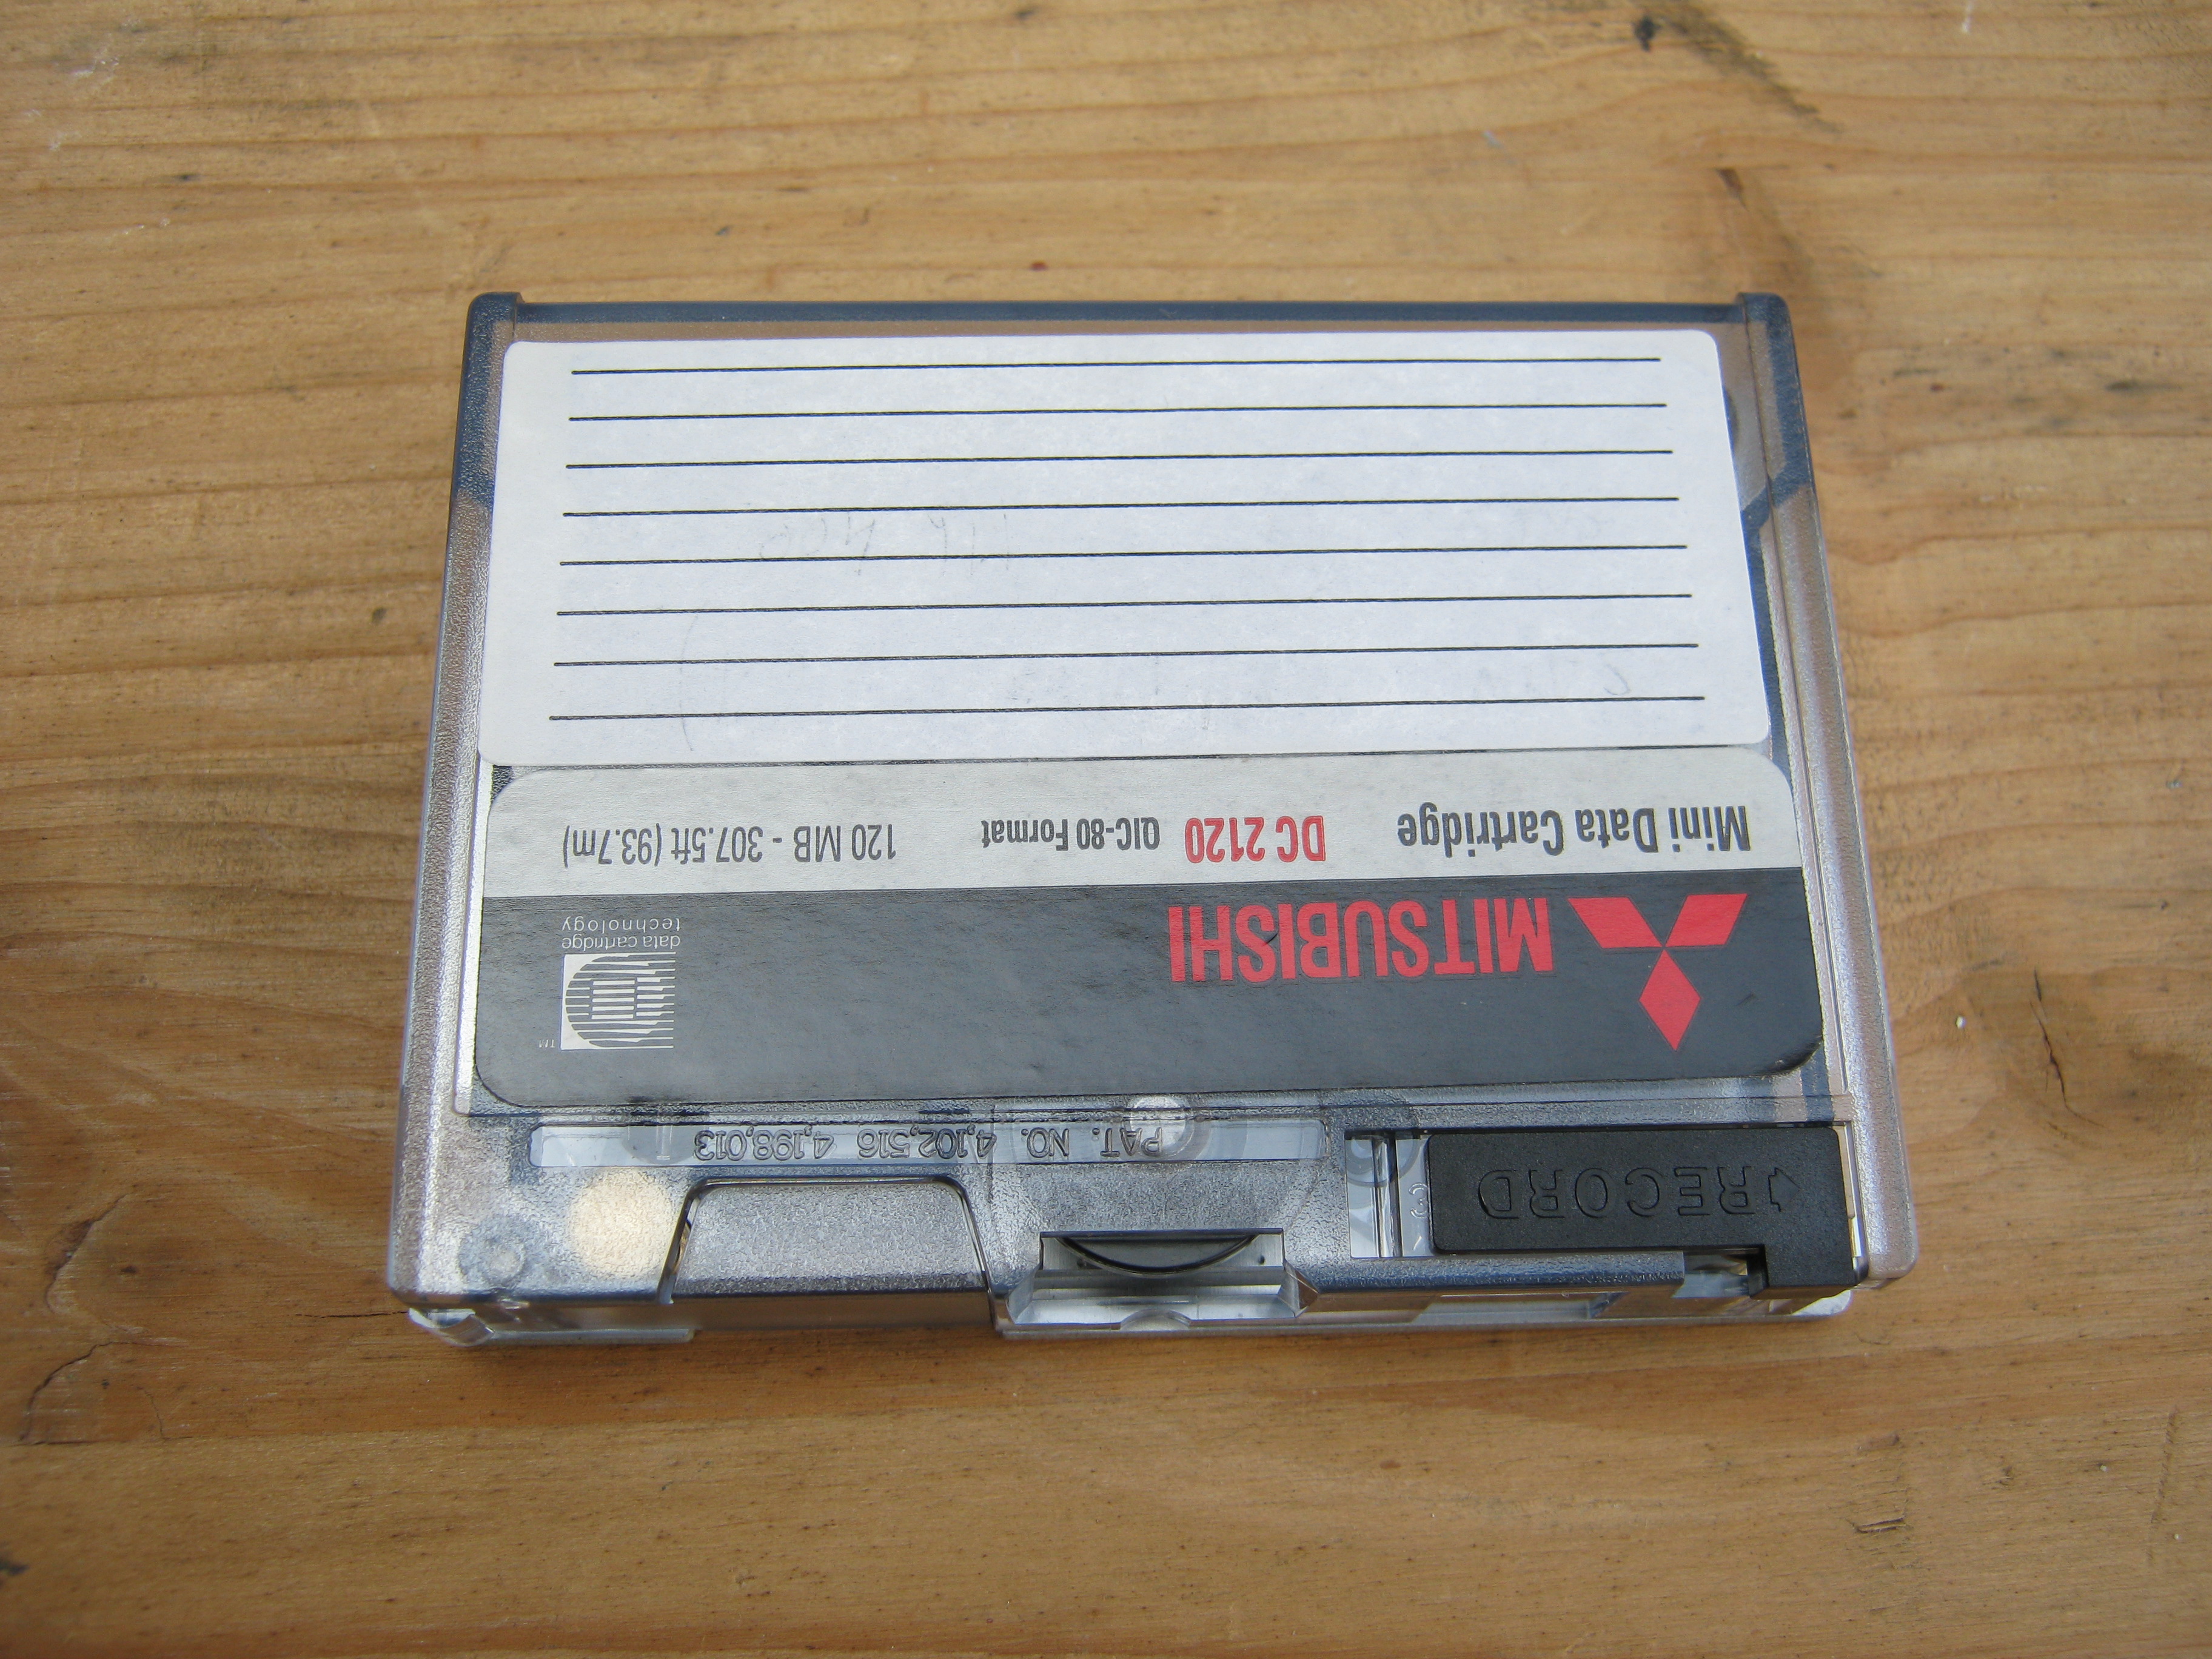 RECORD
PAT. NO. 4,102,516 4,198,013
MITSUBISHI
TM
data cartridge
technology
Mini Data Cartridge DC 2120 QIC-80 Format 120 MB - 307.5ft (93.7m)